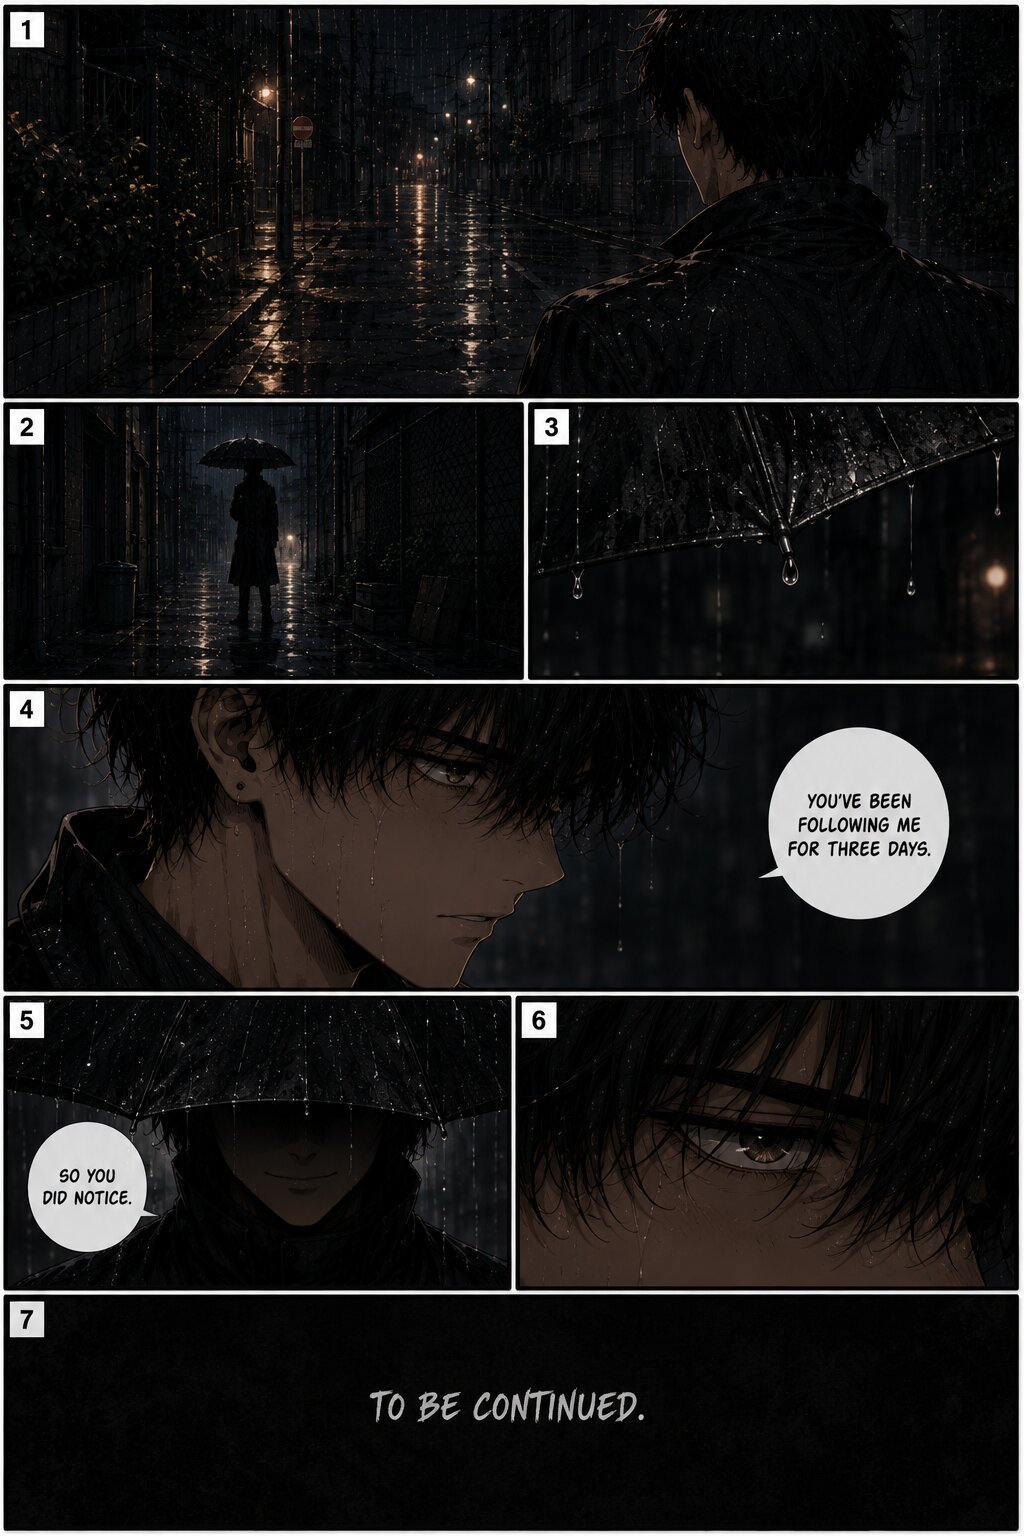 1
2
3
4
YOU'VE BEEN
FOLLOWING ME
FOR THREE DAYS.
5
SO YOU
DID NOTICE.
6
7
TO BE CONTINUED.